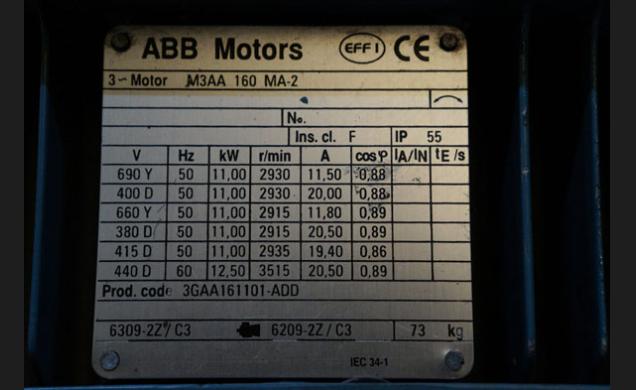 ABB Motors EFF1 CE
3~Motor M3AA 160 MA-2
No.
Ins. cl. F IP 55
V Hz kW r/min A cosφ IA/IN tE/s
690 Y 50 11,00 2930 11,50 0,88
400 D 50 11,00 2930 20,00 0,88
660 Y 50 11,00 2915 11,80 0,89
380 D 50 11,00 2915 20,50 0,89
415 D 50 11,00 2935 19,40 0,86
440 D 60 12,50 3515 20,50 0,89
Prod. code 3GAA161101-ADD
6309-2Z/C3 6209-2Z/C3 73 kg
IEC 34-1